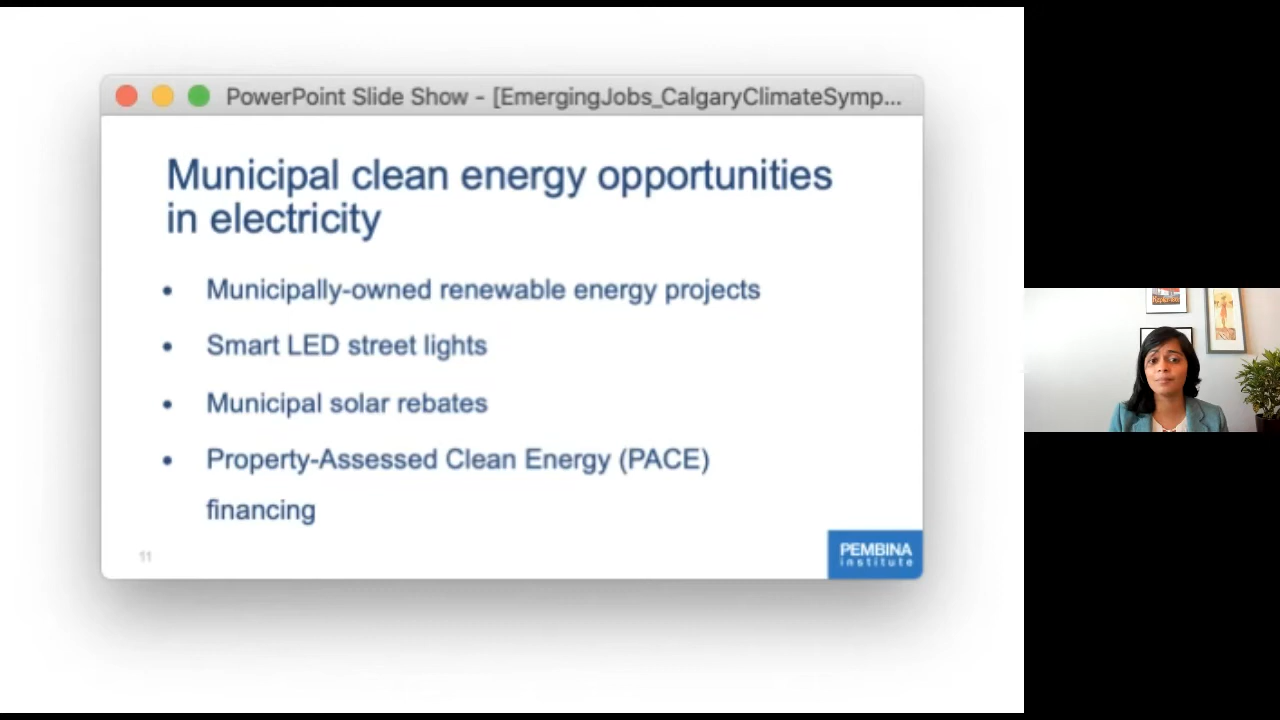 PowerPoint Slide Show - [EmergingJobs_CalgaryClimateSymp...
Municipal clean energy opportunities
in electricity
• Municipally-owned renewable energy projects
• Smart LED street lights
• Municipal solar rebates
• Property-Assessed Clean Energy (PACE)
financing
11
PEMBINA
institute